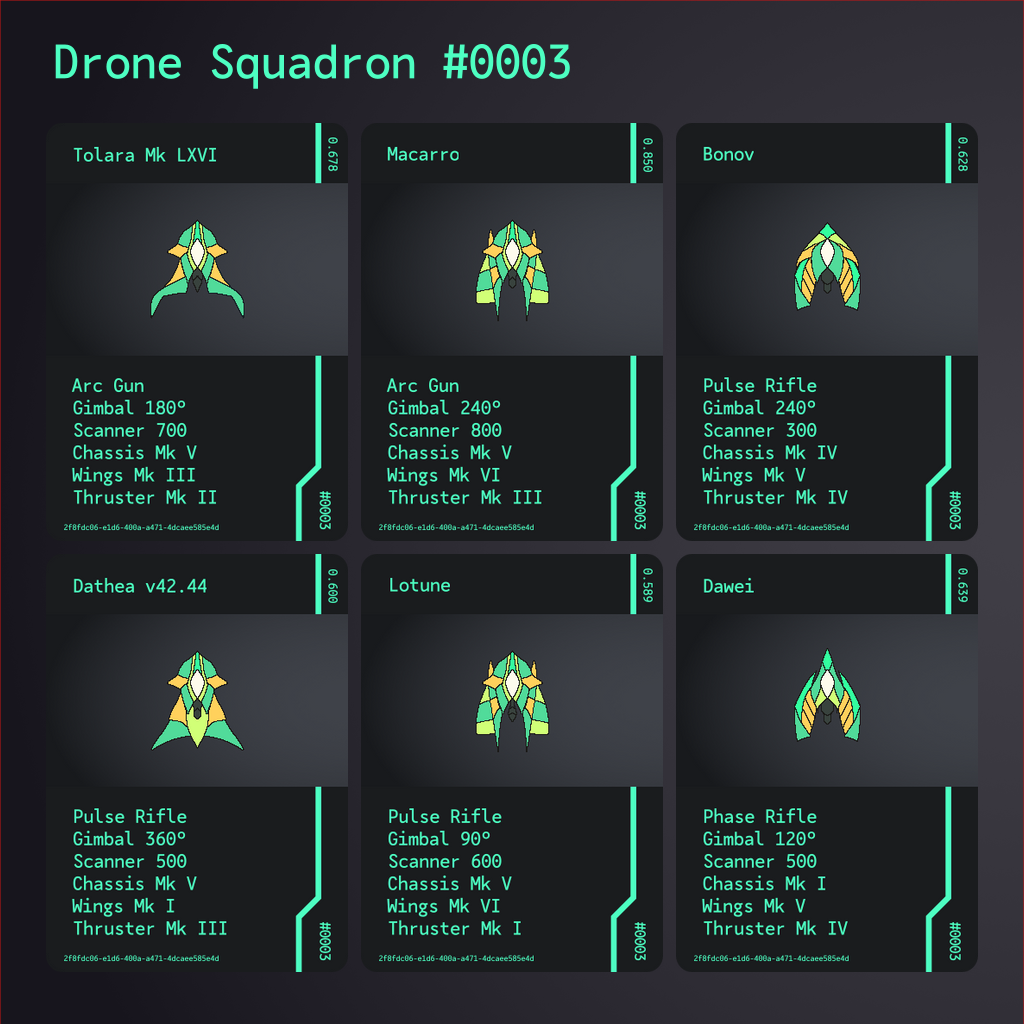 Drone Squadron #0003
Tolara Mk LXVI
0.678
Arc Gun
Gimbal 180°
Scanner 700
Chassis Mk V
Wings Mk III
Thruster Mk II
#0003
2f8fdc06-e1d6-400a-a471-4dcaee585e4d
Macarro
0.850
Arc Gun
Gimbal 240°
Scanner 800
Chassis Mk V
Wings Mk VI
Thruster Mk III
#0003
2f8fdc06-e1d6-400a-a471-4dcaee585e4d
Bonov
0.628
Pulse Rifle
Gimbal 240°
Scanner 300
Chassis Mk IV
Wings Mk V
Thruster Mk IV
#0003
2f8fdc06-e1d6-400a-a471-4dcaee585e4d
Dathea v42.44
0.600
Pulse Rifle
Gimbal 360°
Scanner 500
Chassis Mk V
Wings Mk I
Thruster Mk III
#0003
2f8fdc06-e1d6-400a-a471-4dcaee585e4d
Lotune
0.589
Pulse Rifle
Gimbal 90°
Scanner 600
Chassis Mk V
Wings Mk VI
Thruster Mk I
#0003
2f8fdc06-e1d6-400a-a471-4dcaee585e4d
Dawei
0.639
Phase Rifle
Gimbal 120°
Scanner 500
Chassis Mk I
Wings Mk V
Thruster Mk IV
#0003
2f8fdc06-e1d6-400a-a471-4dcaee585e4d